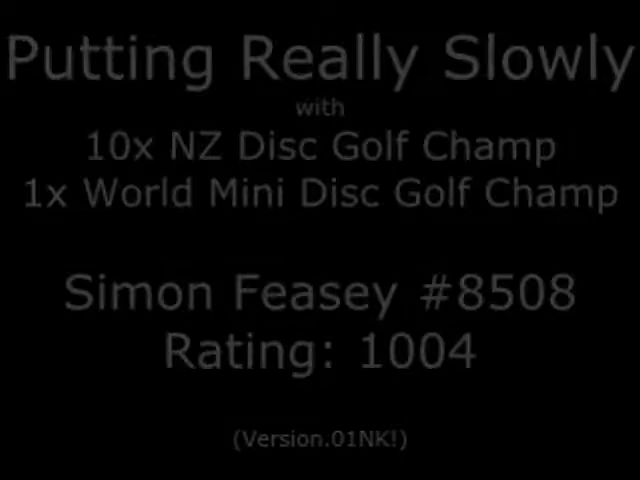 Putting Really Slowly
with
10x NZ Disc Golf Champ
1x World Mini Disc Golf Champ
Simon Feasey #8508
Rating: 1004
(Version.01NK!)